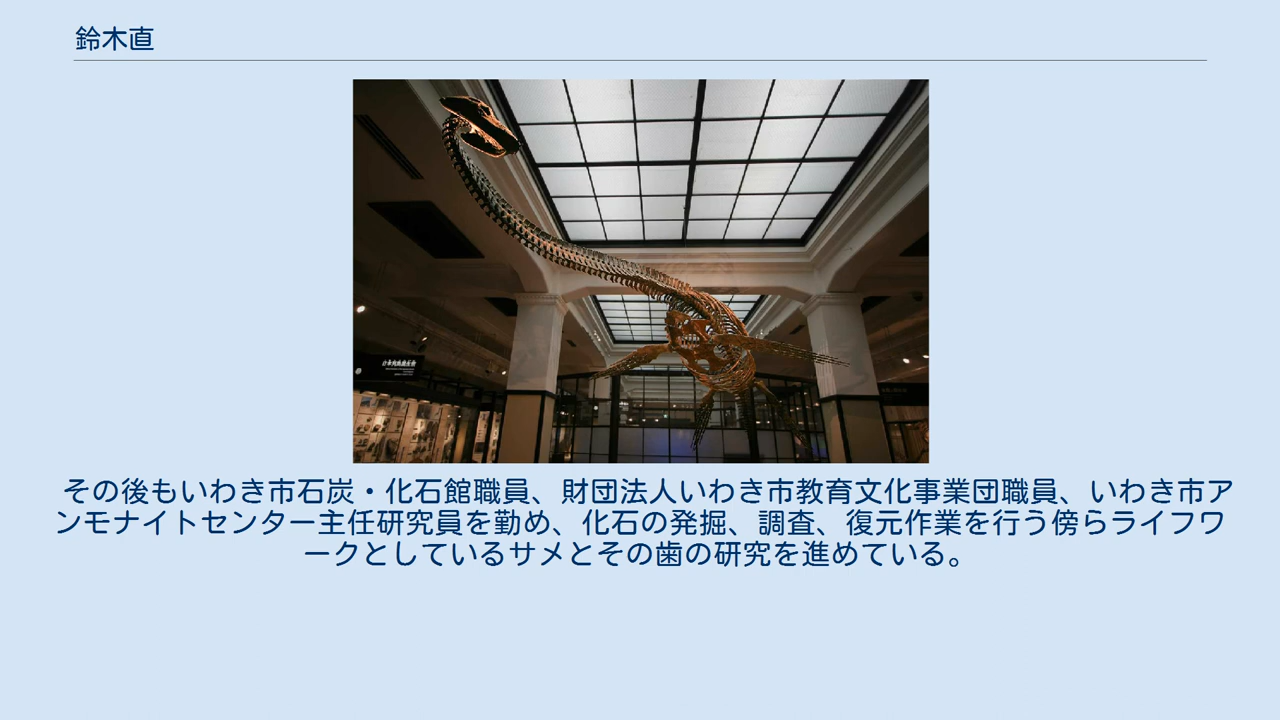 鈴木直
その後もいわき市石炭・化石館職員、財団法人いわき市教育文化事業団職員、いわき市ア
ンモナイトセンター主任研究員を勤め、化石の発掘、調査、復元作業を行う傍らライフワ
ークとしているサメとその歯の研究を進めている。